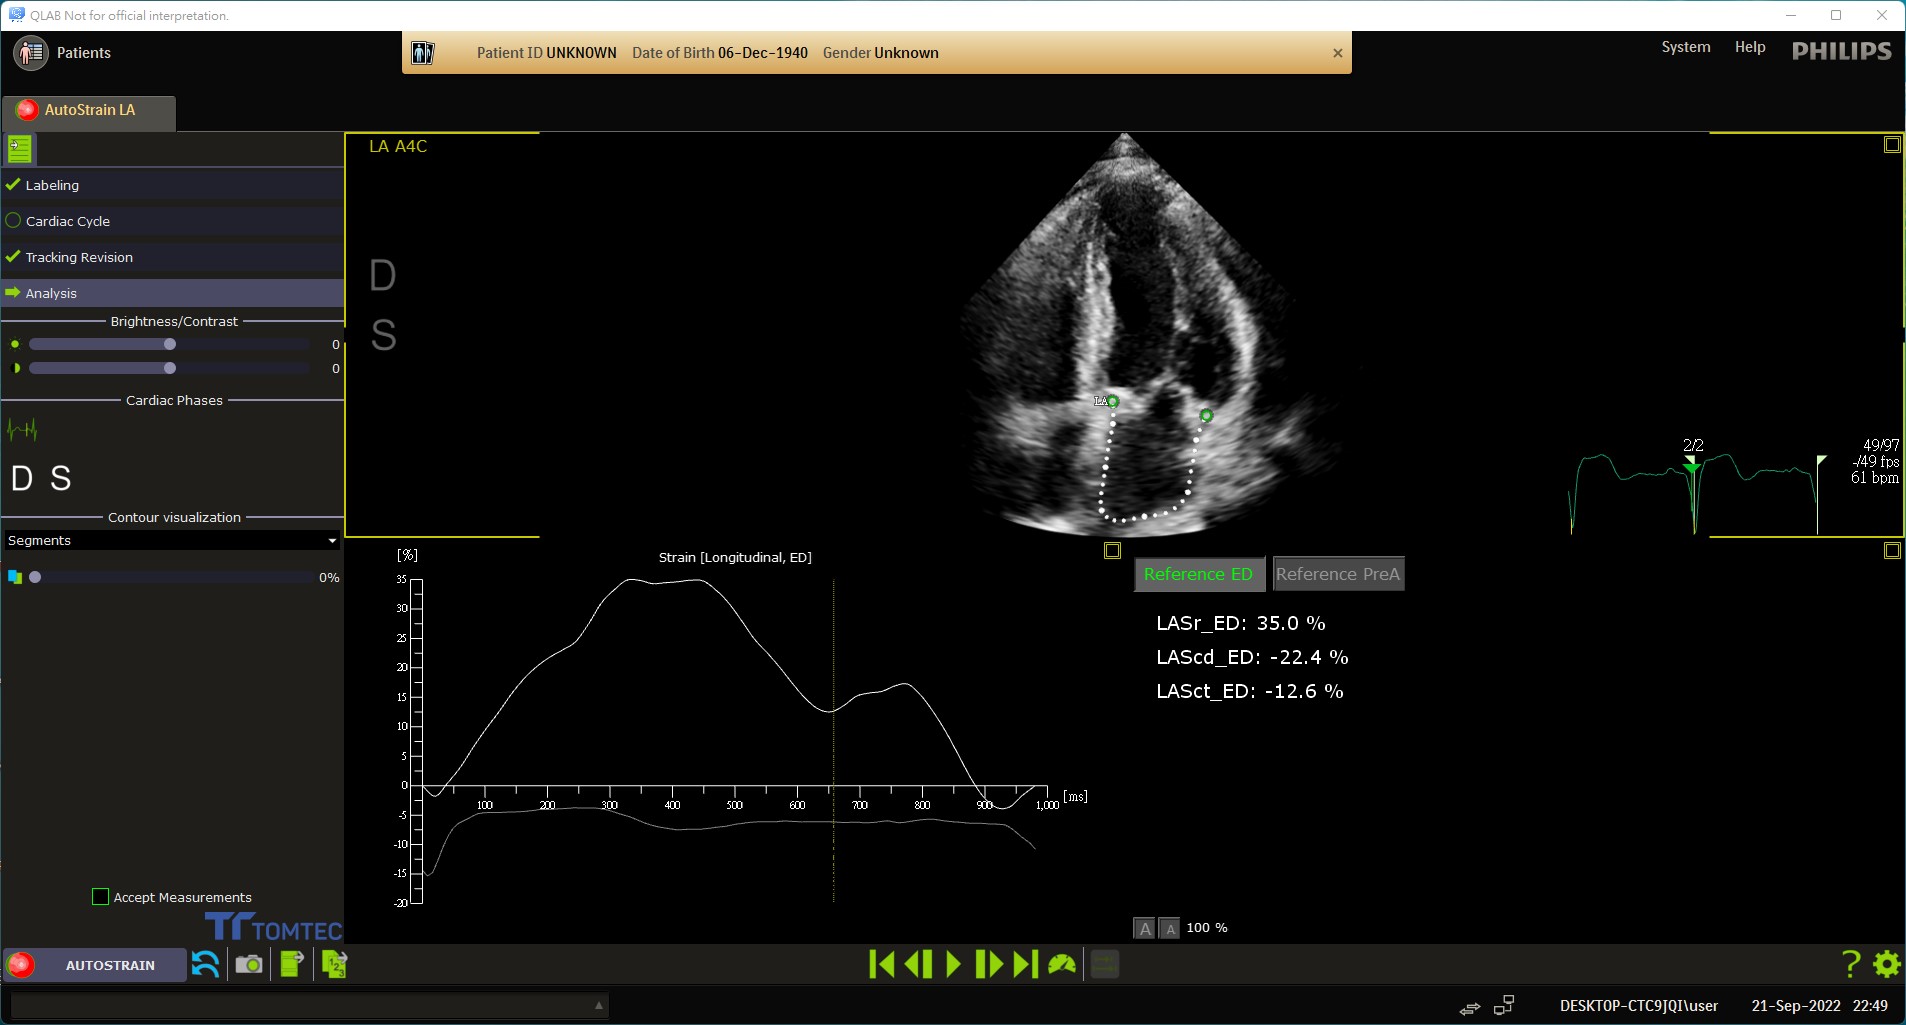 QLAB Not for official interpretation.
Patients
Patient ID UNKNOWN Date of Birth 06-Dec-1940 Gender Unknown
System Help PHILIPS
AutoStrain LA
Labeling
Cardiac Cycle
Tracking Revision
Analysis
Brightness/Contrast
0
0
Cardiac Phases
D S
Contour visualization
Segments
0%
Accept Measurements
TOMTEC
LA A4C
D
S
LA
2/2
49/97
-/49 fps
61 bpm
[%]
Strain [Longitudinal, ED]
35
30
25
20
15
10
5
0
-5
-10
-15
-20
100 200 300 400 500 600 700 800 900 1,000 [ms]
Reference ED Reference PreA
LASr_ED: 35.0 %
LAScd_ED: -22.4 %
LASct_ED: -12.6 %
A A 100 %
AUTOSTRAIN
1 2 3
?
DESKTOP-CTC9JQI\user 21-Sep-2022 22:49